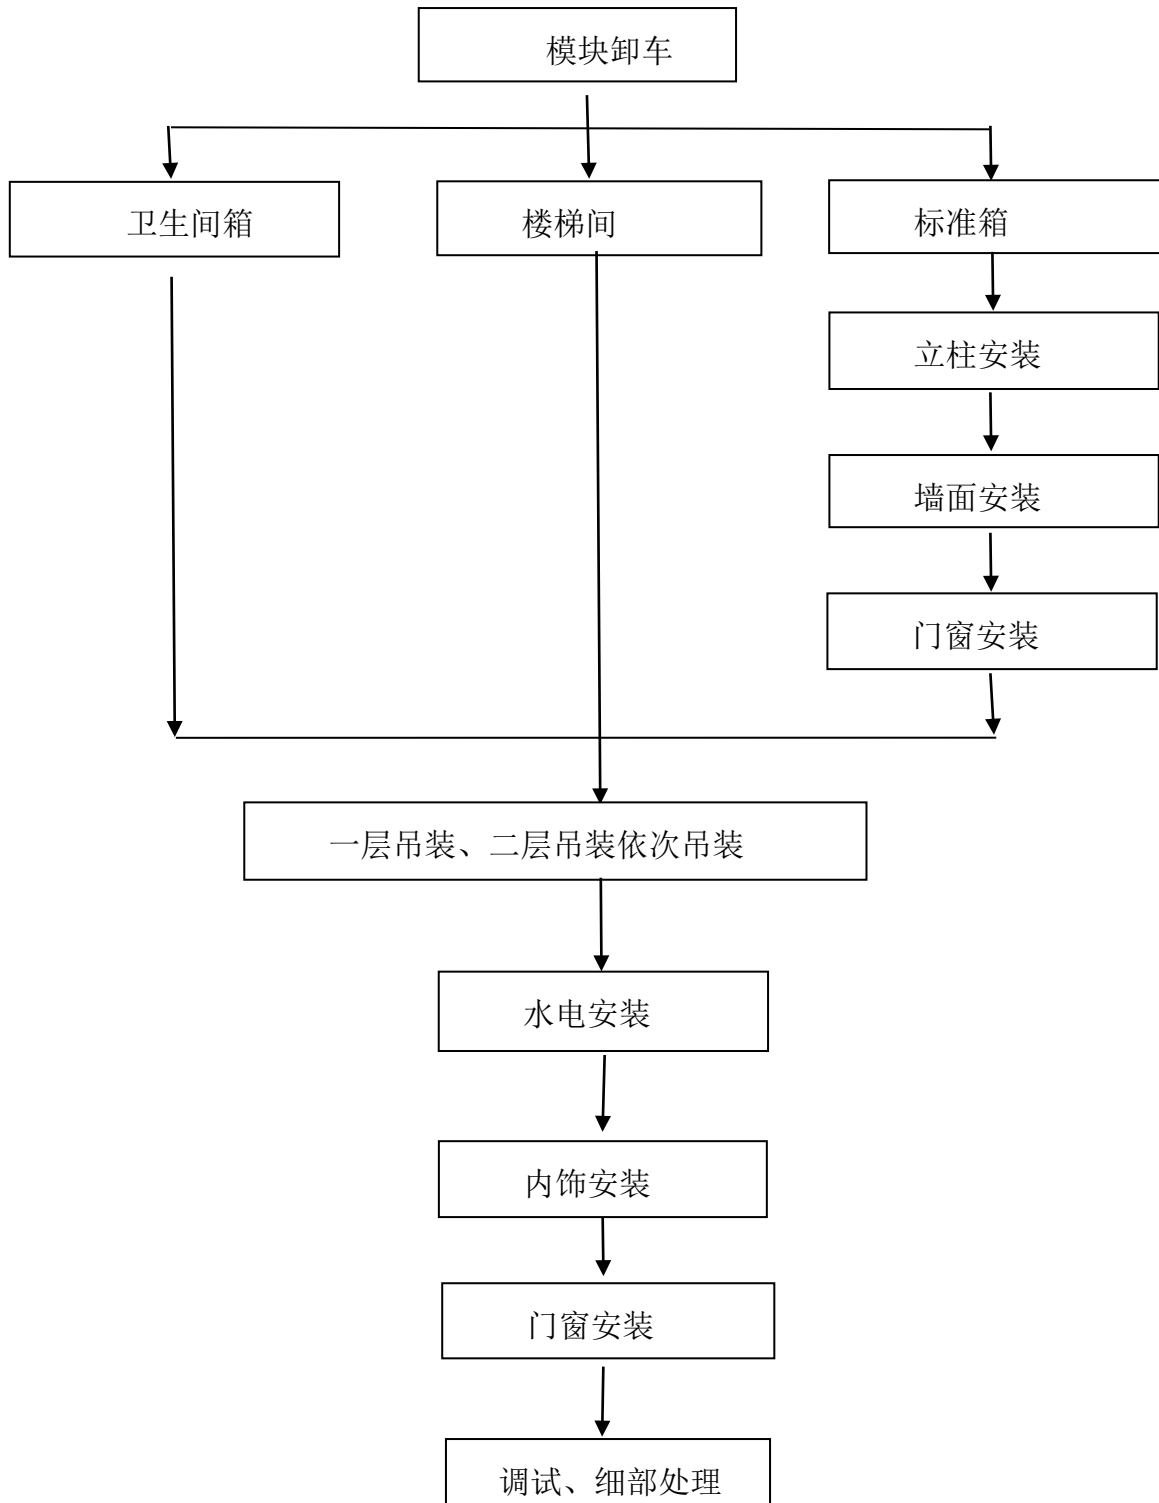 模块卸车
卫生间箱
楼梯间
标准箱
立柱安装
墙面安装
门窗安装
一层吊装、二层吊装依次吊装
水电安装
内饰安装
门窗安装
调试、细部处理